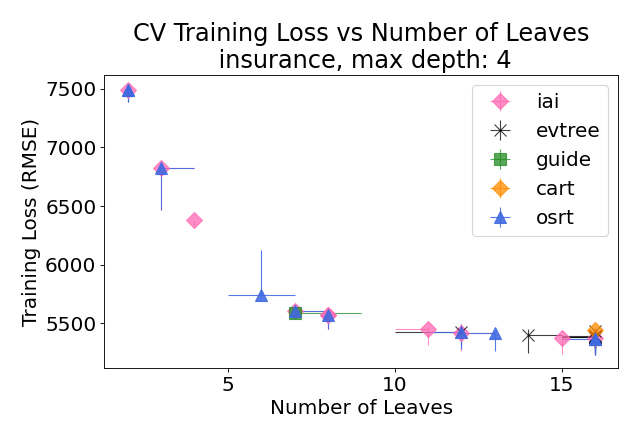 CV Training Loss vs Number of Leaves
insurance, max depth: 4
Training Loss (RMSE)
7500
7000
6500
6000
5500
5
10
15
Number of Leaves
iai
evtree
guide
cart
osrt